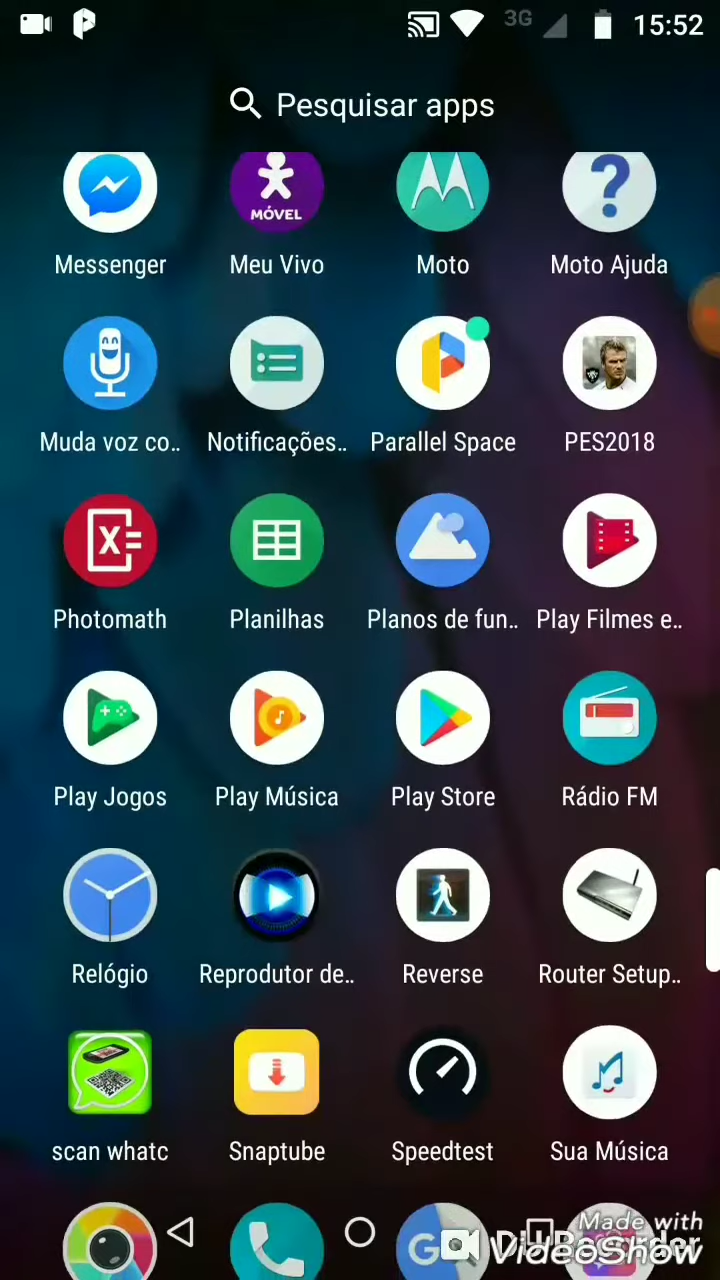 3G 15:52
Pesquisar apps
MÓVEL
Messenger Meu Vivo Moto Moto Ajuda
Muda voz co.. Notificações.. Parallel Space PES2018
Photomath Planilhas Planos de fun.. Play Filmes e..
Play Jogos Play Música Play Store Rádio FM
Relógio Reprodutor de.. Reverse Router Setup..
scan whatc Snaptube Speedtest Sua Música
Made with
VideoShow